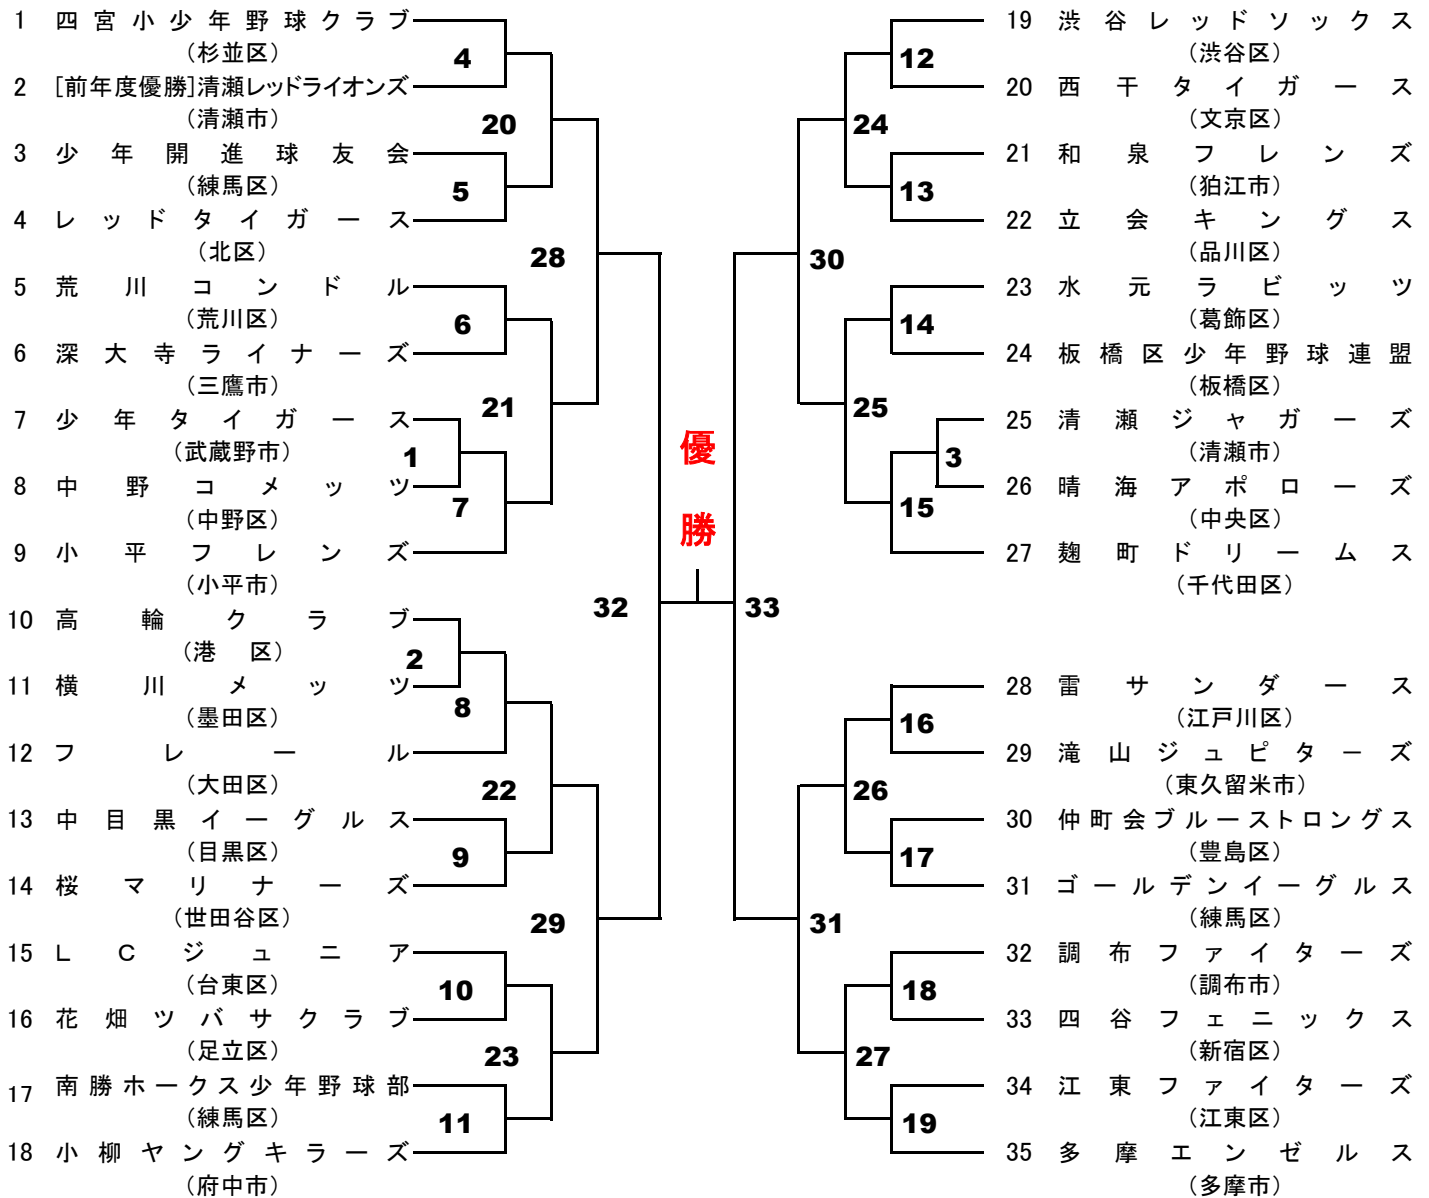 1 四宮小少年野球クラブ
（杉並区）
4
2 [前年度優勝]清瀬レッドライオンズ
（清瀬市）
20
3 少年開進球友会
（練馬区）
5
4 レッドタイガース
（北区）
28
5 荒川コンドル
（荒川区）
6
6 深大寺ライナーズ
（三鷹市）
21
7 少年タイガース
（武蔵野市）
1
8 中野コメッツ
（中野区）
7
9 小平フレンズ
（小平市）
32
10 高輪クラブ
（港　区）
2
11 横川メッツ
（墨田区）
8
12 フレール
（大田区）
22
13 中目黒イーグルス
（目黒区）
9
14 桜マリナーズ
（世田谷区）
29
15 ＬＣジュニア
（台東区）
10
16 花畑ツバサクラブ
（足立区）
23
17 南勝ホークス少年野球部
（練馬区）
11
18 小柳ヤングキラーズ
（府中市）
優
勝
33
19 渋谷レッドソックス
（渋谷区）
12
20 西干タイガース
（文京区）
24
21 和泉フレンズ
（狛江市）
13
22 立会キングス
（品川区）
30
23 水元ラビッツ
（葛飾区）
14
24 板橋区少年野球連盟
（板橋区）
25
25 清瀬ジャガーズ
（清瀬市）
3
26 晴海アポローズ
（中央区）
15
27 麹町ドリームス
（千代田区）
28 雷サンダース
（江戸川区）
16
29 滝山ジュピターズ
（東久留米市）
26
30 仲町会ブルーストロングス
（豊島区）
17
31 ゴールデンイーグルス
（練馬区）
31
32 調布ファイターズ
（調布市）
18
33 四谷フェニックス
（新宿区）
27
34 江東ファイターズ
（江東区）
19
35 多摩エンゼルス
（多摩市）